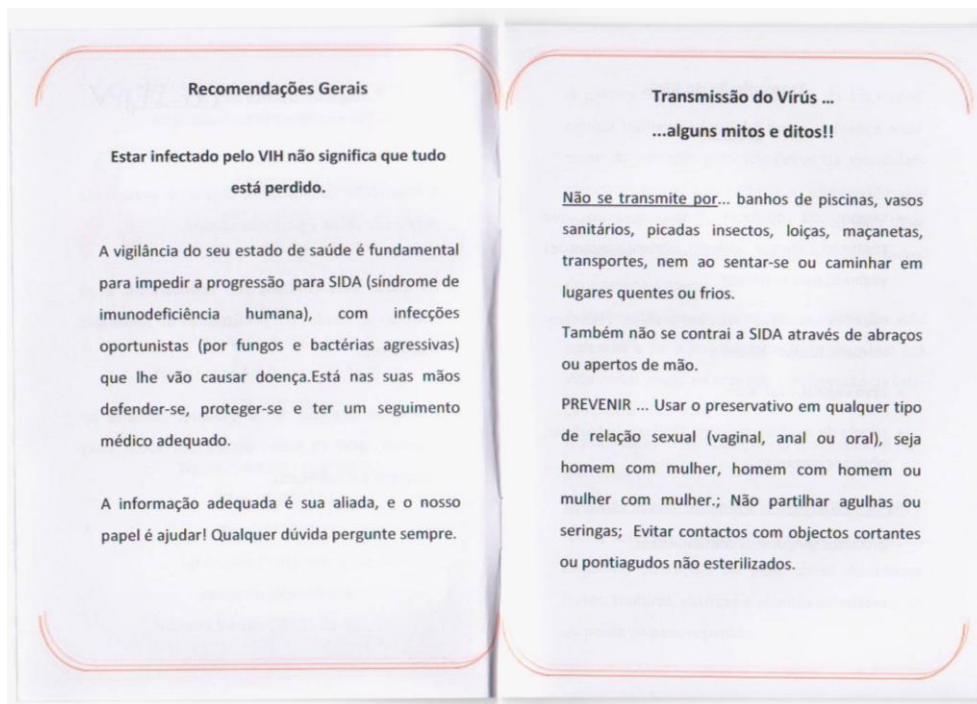 Recomendações Gerais
Estar infectado pelo VIH não significa que tudo
está perdido.
A vigilância do seu estado de saúde é fundamental
para impedir a progressão para SIDA (síndrome de
imunodeficiência humana), com infecções
oportunistas (por fungos e bactérias agressivas)
que lhe vão causar doença.Está nas suas mãos
defender-se, proteger-se e ter um seguimento
médico adequado.
A informação adequada é sua aliada, e o nosso
papel é ajudar! Qualquer dúvida pergunte sempre.
Transmissão do Vírús ...
...alguns mitos e ditos!!
Não se transmite por... banhos de piscinas, vasos
sanitários, picadas insectos, loiças, maçanetas,
transportes, nem ao sentar-se ou caminhar em
lugares quentes ou frios.
Também não se contrai a SIDA através de abraços
ou apertos de mão.
PREVENIR ... Usar o preservativo em qualquer tipo
de relação sexual (vaginal, anal ou oral), seja
homem com mulher, homem com homem ou
mulher com mulher.; Não partilhar agulhas ou
seringas; Evitar contactos com objectos cortantes
ou pontiagudos não esterilizados.